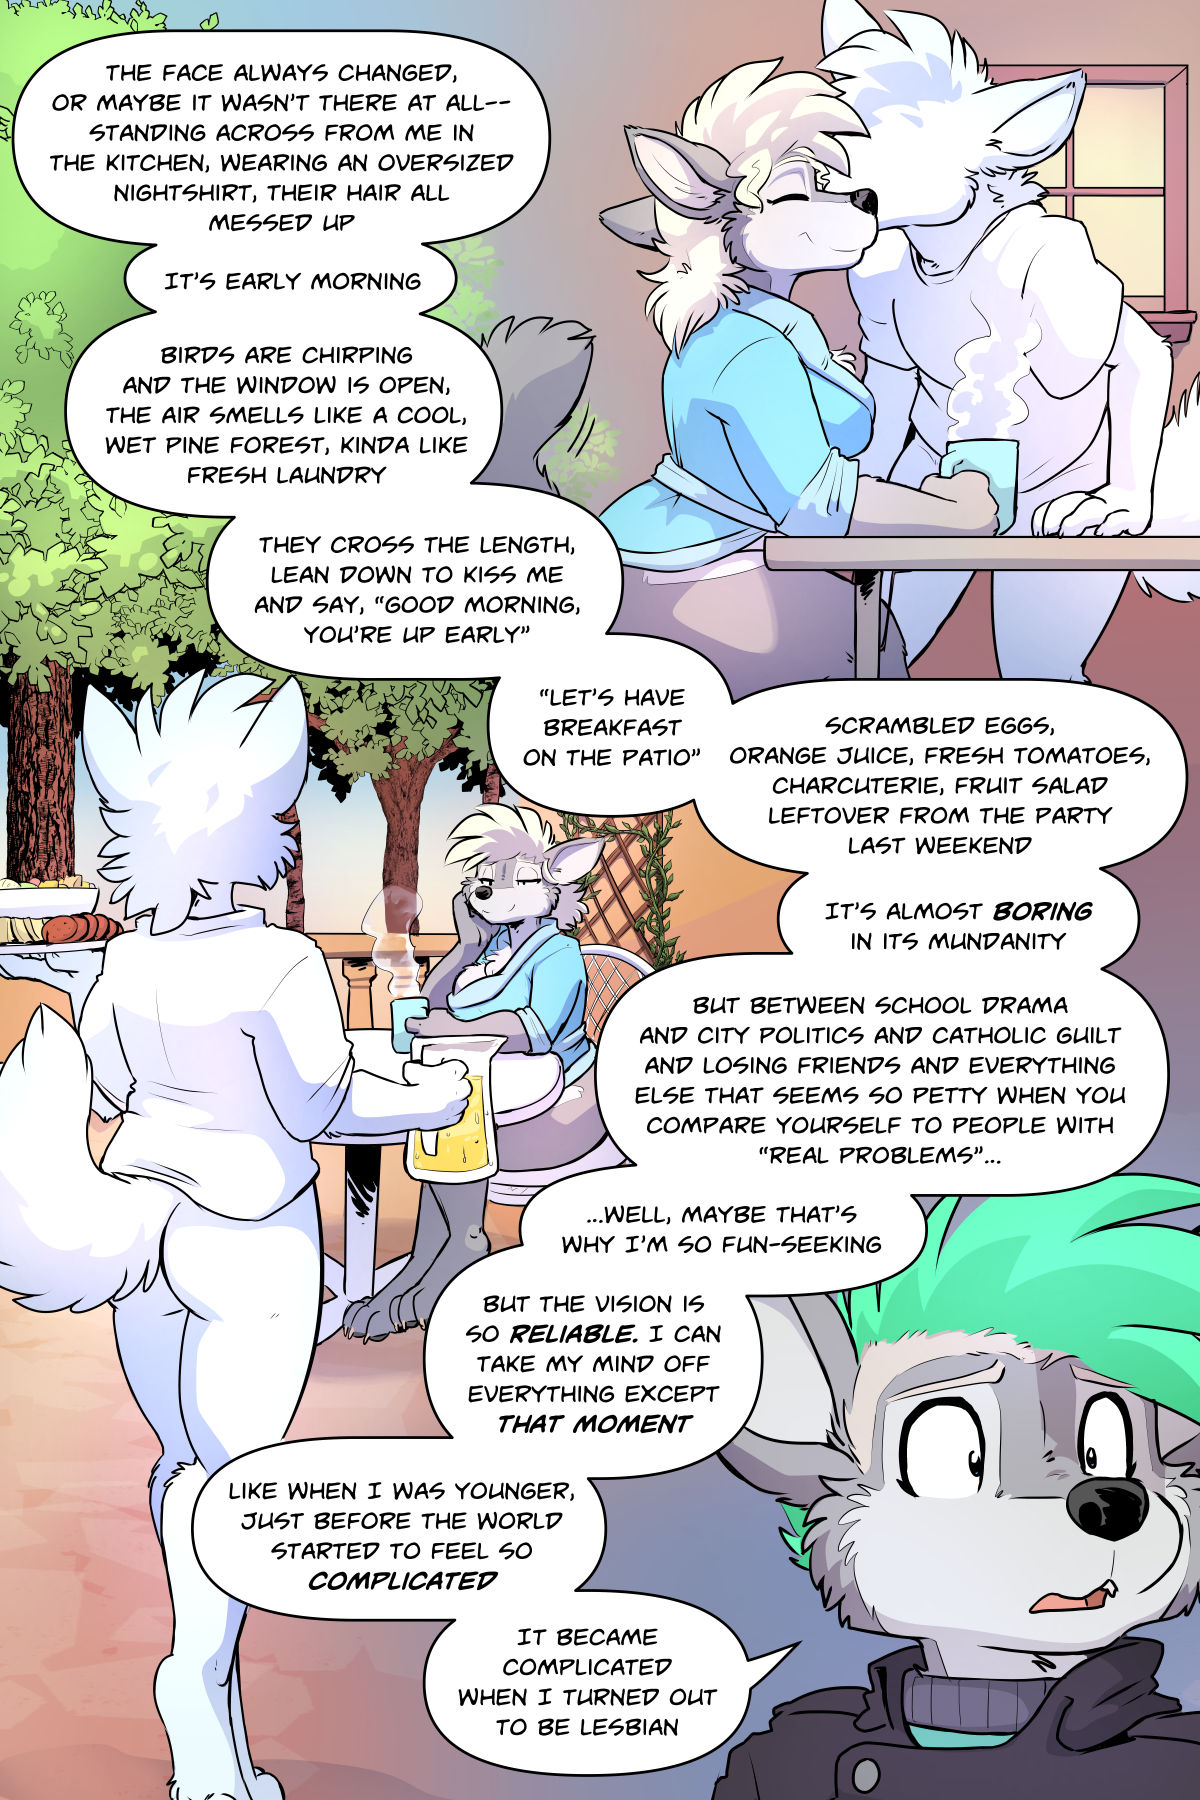 THE FACE ALWAYS CHANGED,
OR MAYBE IT WASN'T THERE AT ALL--
STANDING ACROSS FROM ME IN
THE KITCHEN, WEARING AN OVERSIZED
NIGHTSHIRT, THEIR HAIR ALL
MESSED UP
IT'S EARLY MORNING
BIRDS ARE CHIRPING
AND THE WINDOW IS OPEN,
THE AIR SMELLS LIKE A COOL,
WET PINE FOREST, KINDA LIKE
FRESH LAUNDRY
THEY CROSS THE LENGTH,
LEAN DOWN TO KISS ME
AND SAY, "GOOD MORNING,
YOU'RE UP EARLY"
"LET'S HAVE
BREAKFAST
ON THE PATIO"
SCRAMBLED EGGS,
ORANGE JUICE, FRESH TOMATOES,
CHARCUTERIE, FRUIT SALAD
LEFTOVER FROM THE PARTY
LAST WEEKEND
IT'S ALMOST BORING
IN ITS MUNDANITY
BUT BETWEEN SCHOOL DRAMA
AND CITY POLITICS AND CATHOLIC GUILT
AND LOSING FRIENDS AND EVERYTHING
ELSE THAT SEEMS SO PETTY WHEN YOU
COMPARE YOURSELF TO PEOPLE WITH
"REAL PROBLEMS"...
...WELL, MAYBE THAT'S
WHY I'M SO FUN-SEEKING
BUT THE VISION IS
SO RELIABLE. I CAN
TAKE MY MIND OFF
EVERYTHING EXCEPT
THAT MOMENT
LIKE WHEN I WAS YOUNGER,
JUST BEFORE THE WORLD
STARTED TO FEEL SO
COMPLICATED
IT BECAME
COMPLICATED
WHEN I TURNED OUT
TO BE LESBIAN